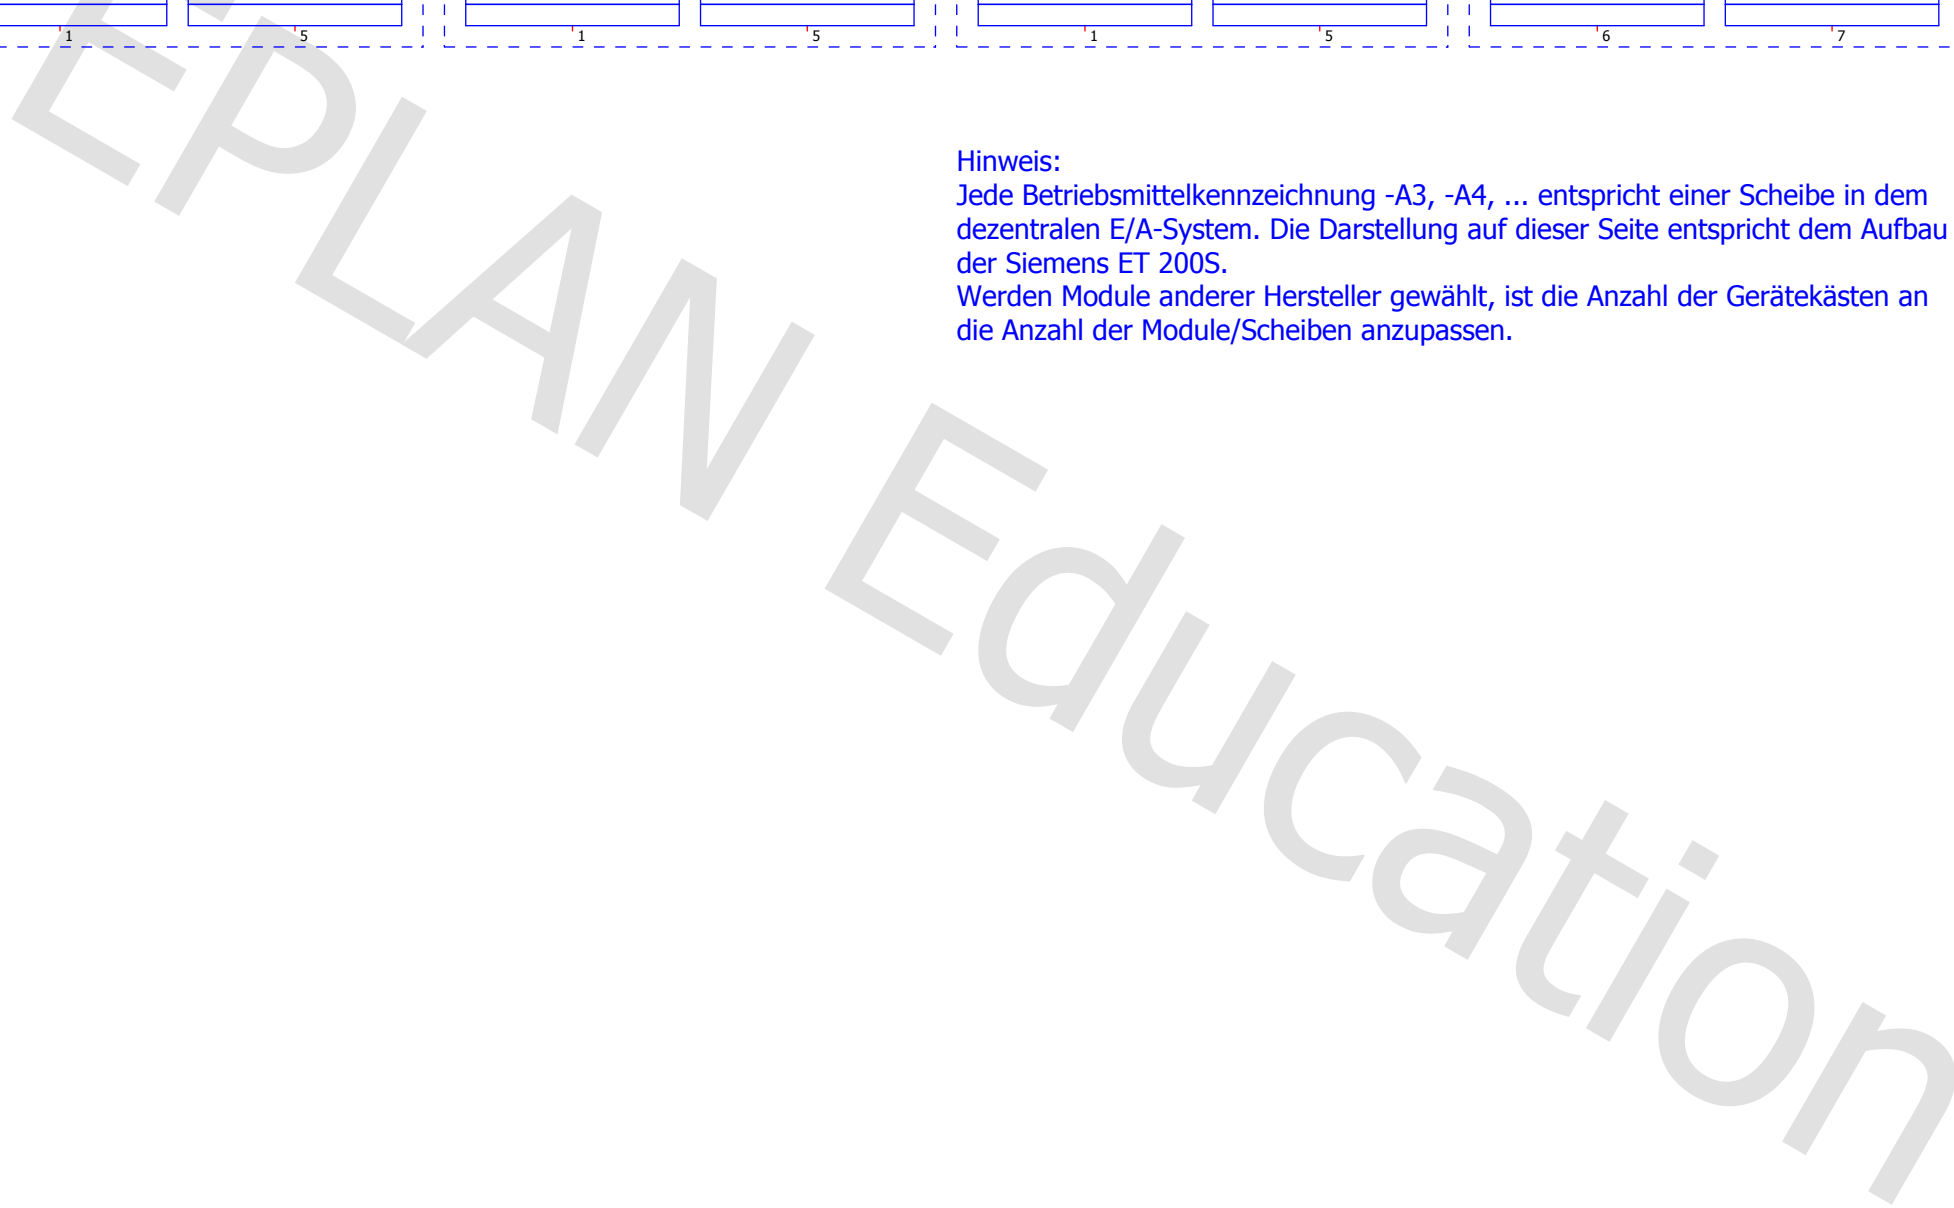 1 5 1 5 1 5 6 7
Hinweis:
Jede Betriebsmittelkennzeichnung -A3, -A4, ... entspricht einer Scheibe in dem
dezentralen E/A-System. Die Darstellung auf dieser Seite entspricht dem Aufbau
der Siemens ET 200S.
Werden Module anderer Hersteller gewählt, ist die Anzahl der Gerätekästen an
die Anzahl der Module/Scheiben anzupassen.
EPLAN Education